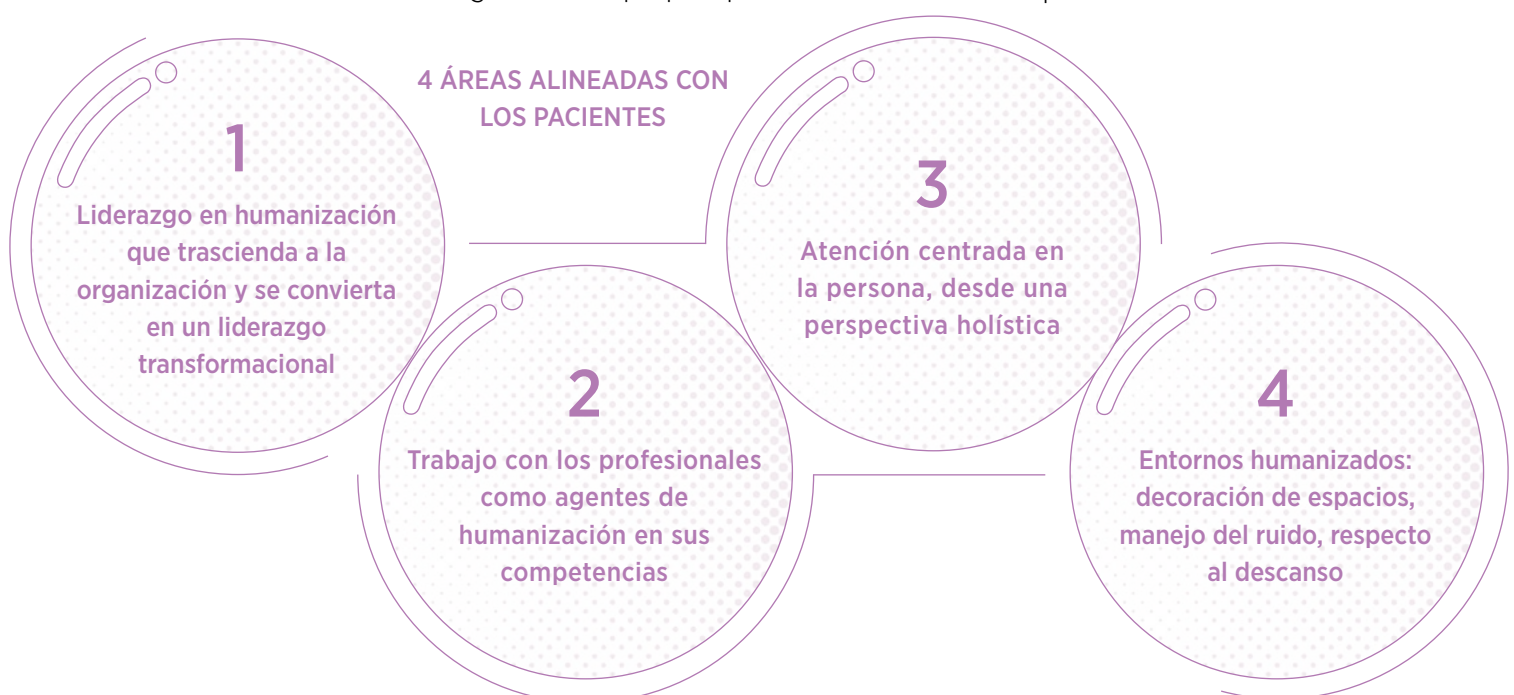 4 ÁREAS ALINEADAS CON
LOS PACIENTES
1
Liderazgo en humanización
que trascienda a la
organización y se convierta
en un liderazgo
transformacional
2
Trabajo con los profesionales
como agentes de
humanización en sus
competencias
3
Atención centrada en
la persona, desde una
perspectiva holística
4
Entornos humanizados:
decoración de espacios,
manejo del ruido, respecto
al descanso